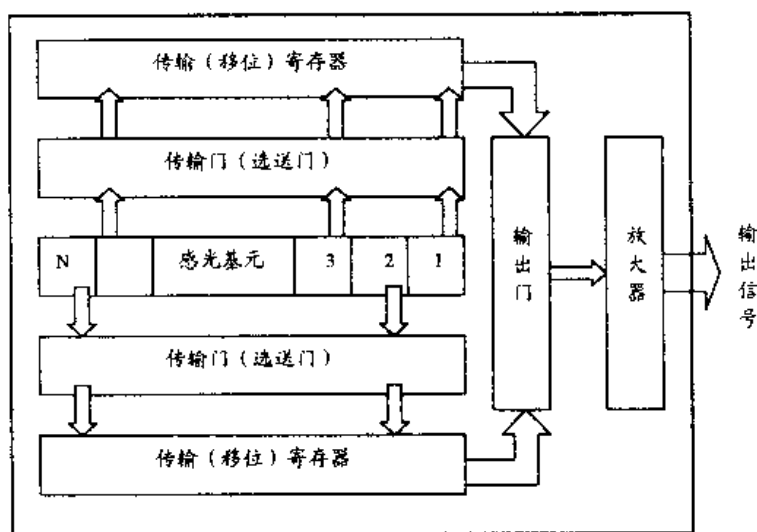 传输（移位）寄存器
传输门（选送门）
N 感光基元 3 2 1
传输门（选送门）
传输（移位）寄存器
输出门
放大器
输出信号